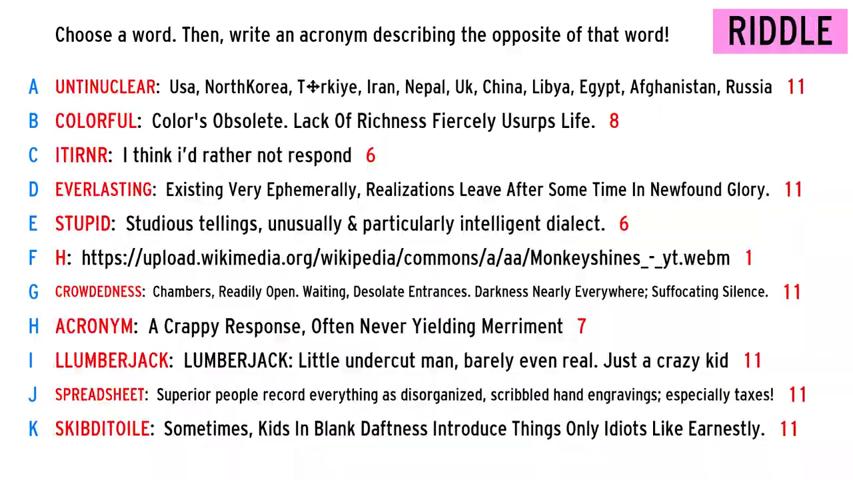 Choose a word. Then, write an acronym describing the opposite of that word!
RIDDLE
A UNTINUCLEAR: Usa, NorthKorea, T✣rkiye, Iran, Nepal, Uk, China, Libya, Egypt, Afghanistan, Russia 11
B COLORFUL: Color's Obsolete. Lack Of Richness Fiercely Usurps Life. 8
C ITIRNR: I think i'd rather not respond 6
D EVERLASTING: Existing Very Ephemerally, Realizations Leave After Some Time In Newfound Glory. 11
E STUPID: Studious tellings, unusually & particularly intelligent dialect. 6
F H: https://upload.wikimedia.org/wikipedia/commons/a/aa/Monkeyshines_-_yt.webm 1
G CROWDEDNESS: Chambers, Readily Open. Waiting, Desolate Entrances. Darkness Nearly Everywhere; Suffocating Silence. 11
H ACRONYM: A Crappy Response, Often Never Yielding Merriment 7
I LLUMBERJACK: LUMBERJACK: Little undercut man, barely even real. Just a crazy kid 11
J SPREADSHEET: Superior people record everything as disorganized, scribbled hand engravings; especially taxes! 11
K SKIBDITOILE: Sometimes, Kids In Blank Daftness Introduce Things Only Idiots Like Earnestly. 11